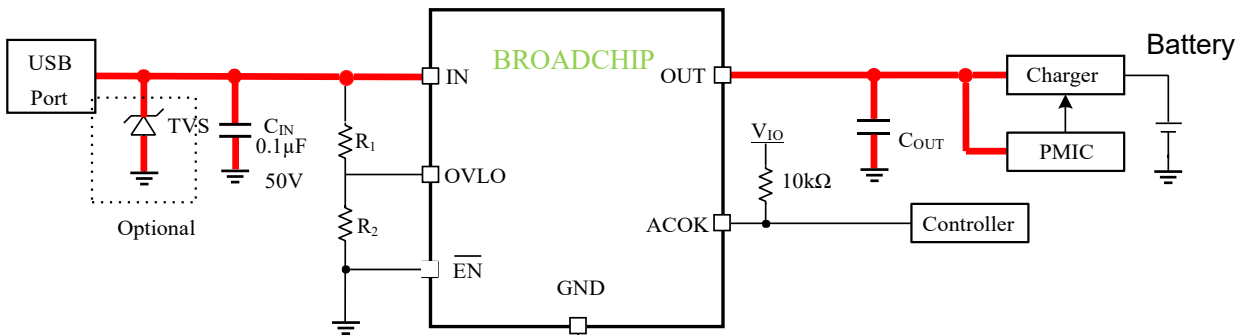 USB
Port
TVS
Optional
C_IN
0.1μF
50V
R₁
R₂
IN
OVLO
EN
BROADCHIP
GND
OUT
ACOK
V_IO
10kΩ
C_OUT
Charger
PMIC
Controller
Battery